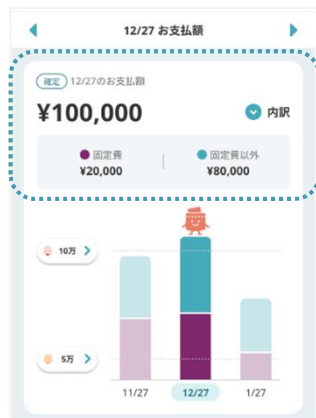 12/27 お支払額
確定 12/27のお支払額
¥100,000 内訳
固定費 固定費以外
¥20,000 ¥80,000
10万
5万
11/27 12/27 1/27